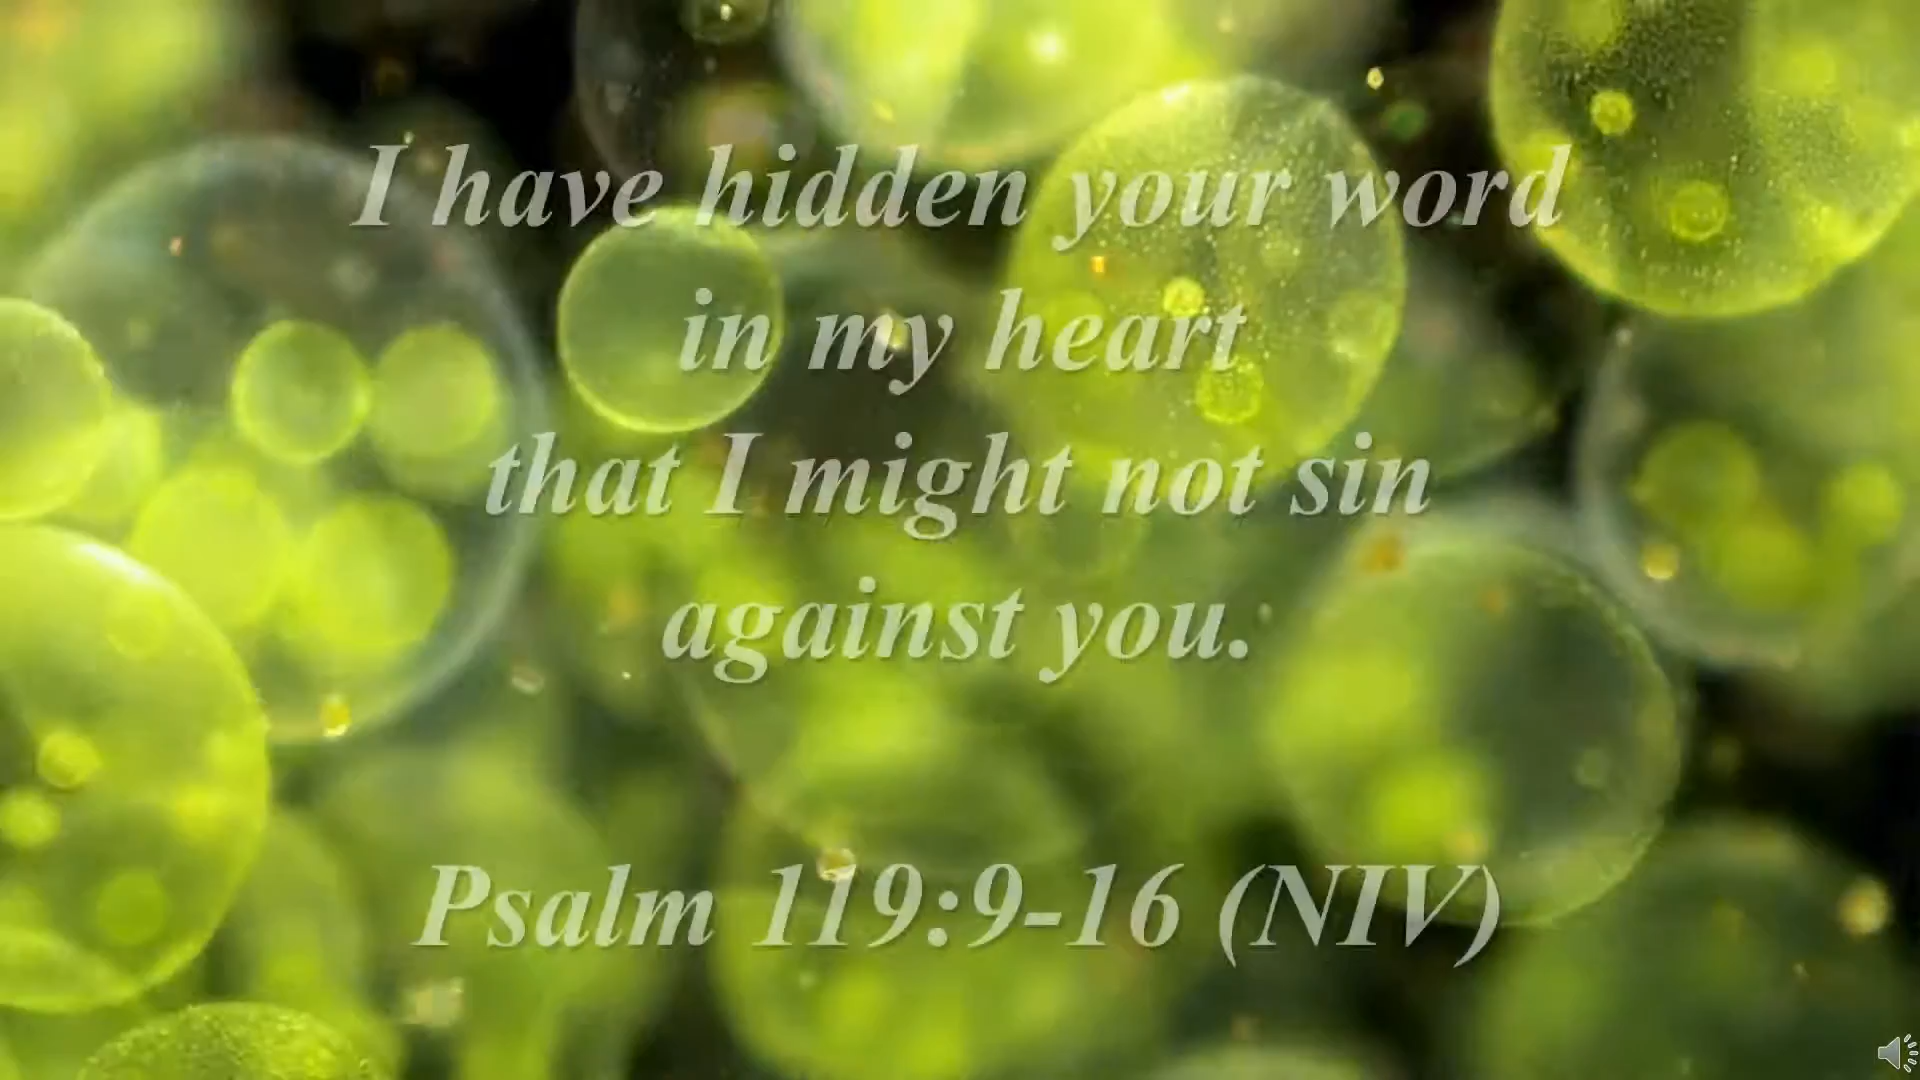 I have hidden your word
in my heart
that I might not sin
against you.
Psalm 119:9-16 (NIV)